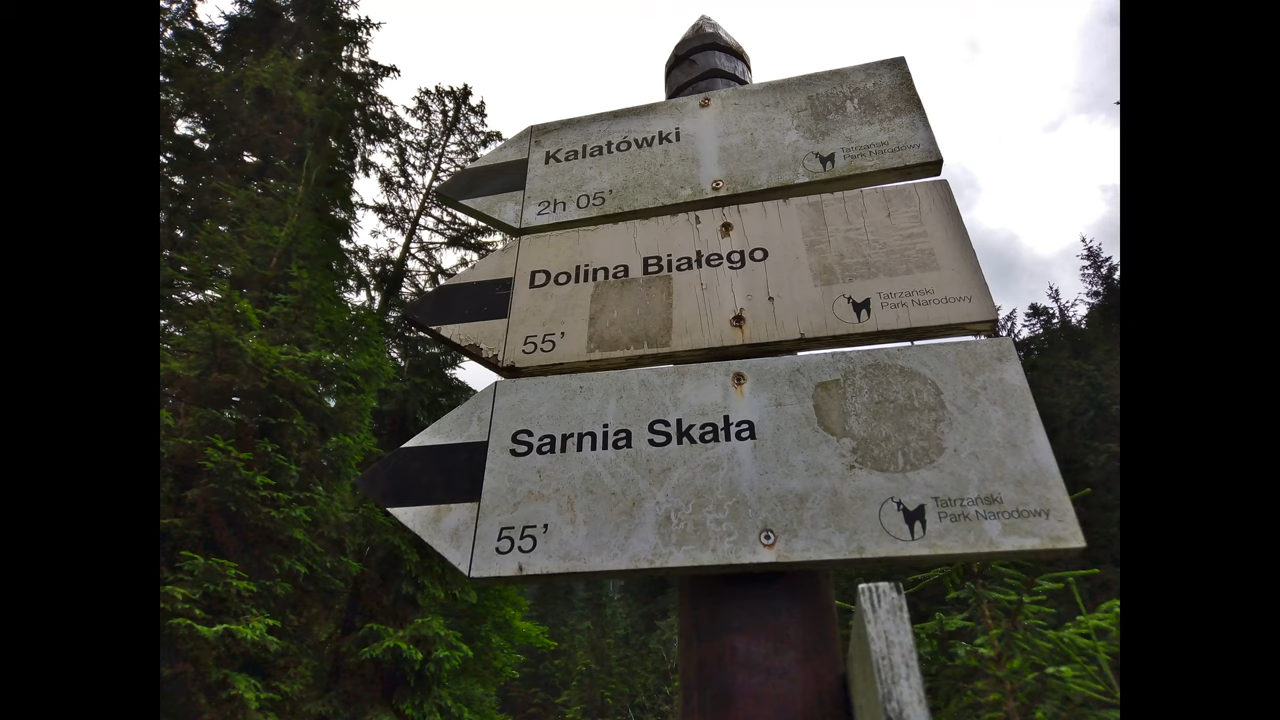 Kalatówki
2h 05'
Tatrzański
Park Narodowy
Dolina Białego
55'
Tatrzański
Park Narodowy
Sarnia Skała
55'
Tatrzański
Park Narodowy